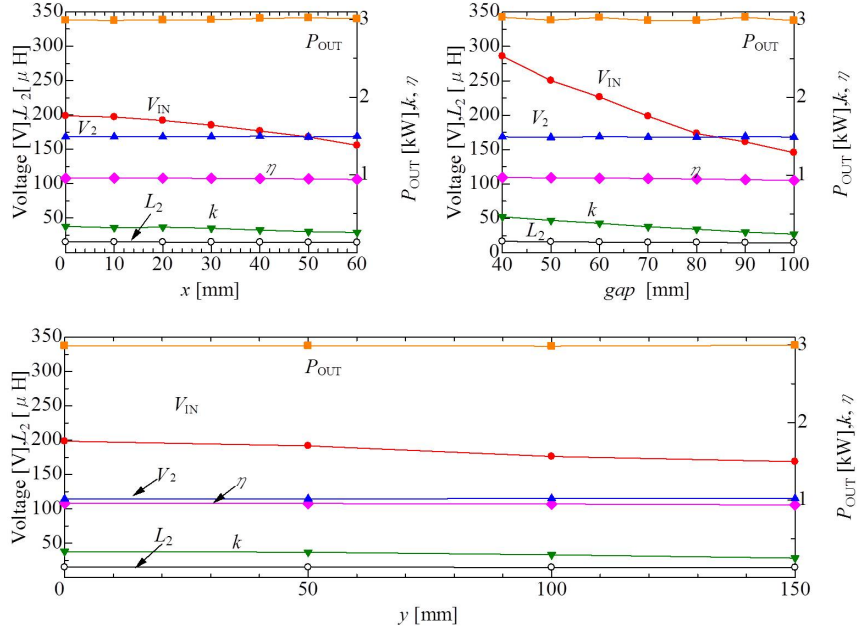 350
300
250
200
150
100
50
0
Voltage [V], L2 [μH]
POUT
VIN
V2
η
L2
k
3
2
1
POUT [kW], k, η
0 10 20 30 40 50 60
x [mm]
350
300
250
200
150
100
50
0
Voltage [V], L2 [μH]
POUT
VIN
V2
η
k
L2
3
2
1
POUT [kW], k, η
40 50 60 70 80 90 100
gap [mm]
350
300
250
200
150
100
50
0
Voltage [V], L2 [μH]
POUT
VIN
V2
η
L2
k
3
2
1
POUT [kW], k, η
0 50 100 150
y [mm]